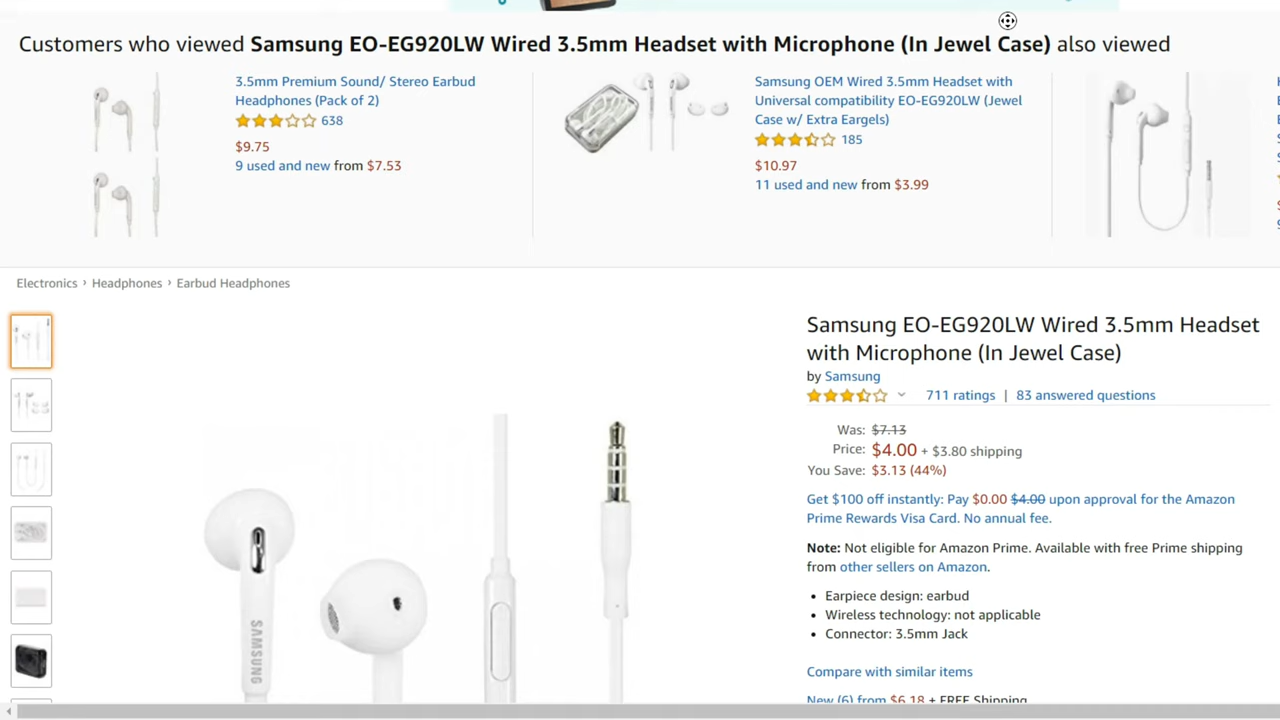 Customers who viewed Samsung EO-EG920LW Wired 3.5mm Headset with Microphone (In Jewel Case) also viewed
3.5mm Premium Sound/ Stereo Earbud
Headphones (Pack of 2)
638
$9.75
9 used and new from $7.53
Samsung OEM Wired 3.5mm Headset with
Universal compatibility EO-EG920LW (Jewel
Case w/ Extra Eargels)
185
$10.97
11 used and new from $3.99
Electronics › Headphones › Earbud Headphones
Samsung EO-EG920LW Wired 3.5mm Headset
with Microphone (In Jewel Case)
by Samsung
711 ratings | 83 answered questions
Was: $7.13
Price: $4.00 + $3.80 shipping
You Save: $3.13 (44%)
Get $100 off instantly: Pay $0.00 $4.00 upon approval for the Amazon
Prime Rewards Visa Card. No annual fee.
Note: Not eligible for Amazon Prime. Available with free Prime shipping
from other sellers on Amazon.
• Earpiece design: earbud
• Wireless technology: not applicable
• Connector: 3.5mm Jack
Compare with similar items
New (6) from $6.18 + FREE Shipping
SAMSUNG